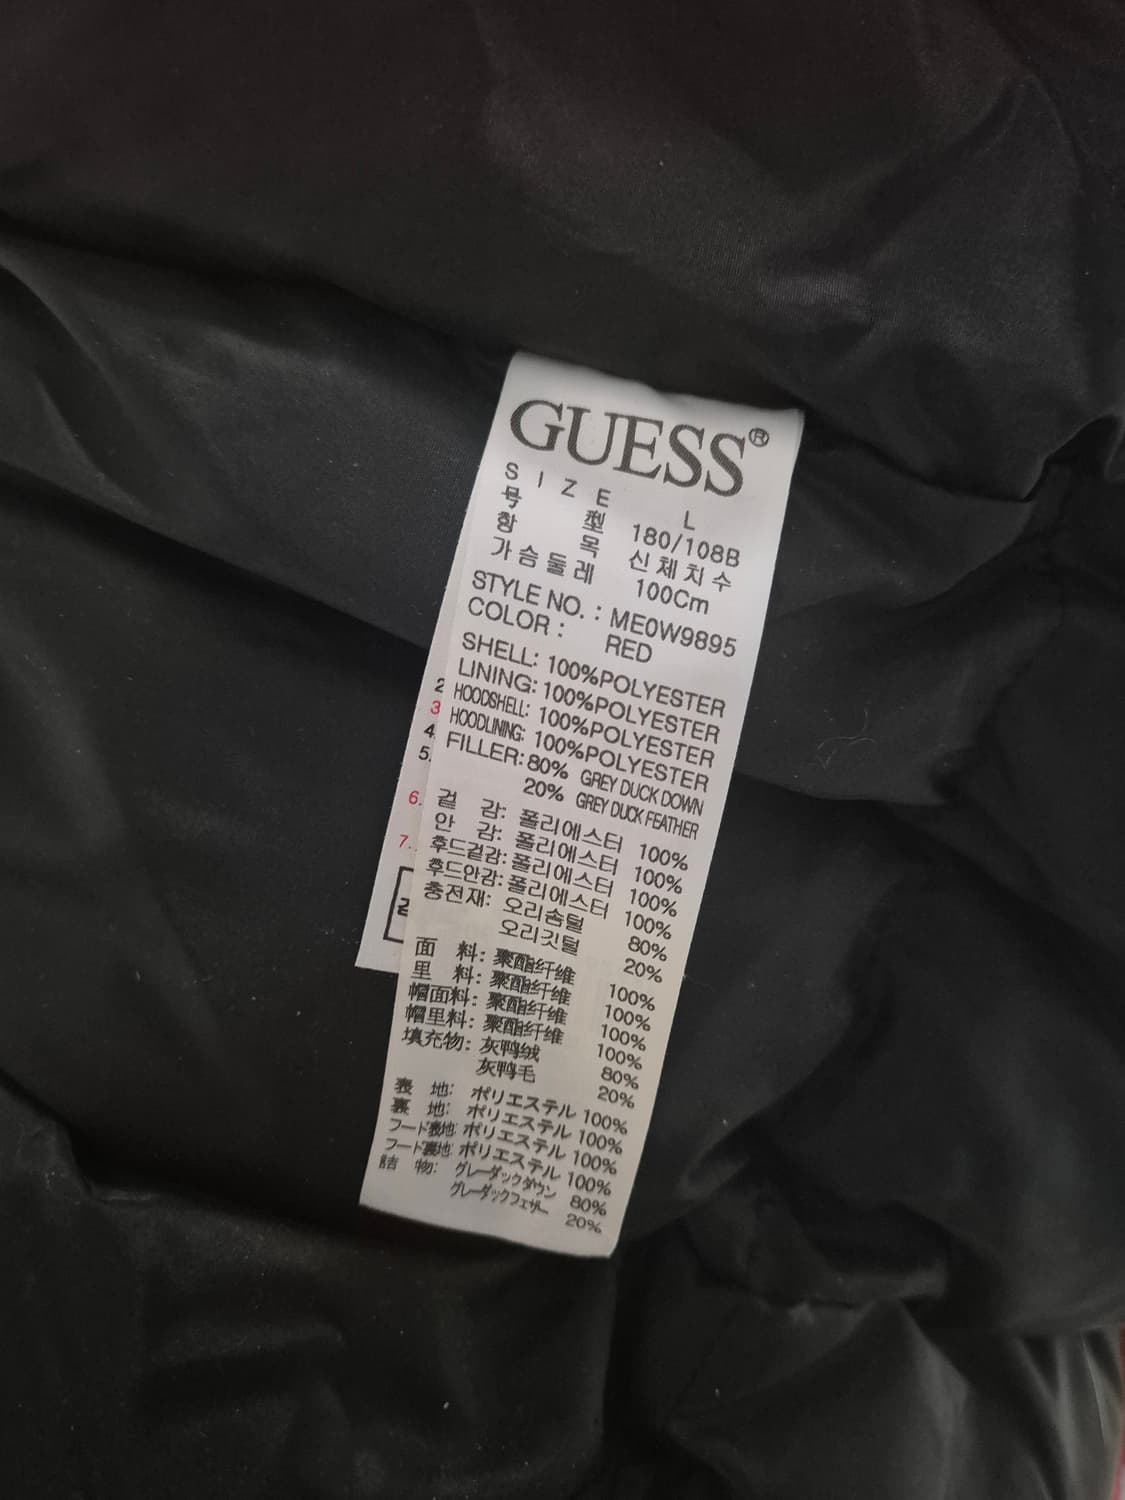 GUESS®
SIZE L
号 型 180/108B
항 목 신체치수
가슴둘레 100Cm
STYLE NO. : ME0W9895
COLOR : RED
SHELL: 100%POLYESTER
LINING: 100%POLYESTER
HOODSHELL: 100%POLYESTER
HOODLINING: 100%POLYESTER
FILLER: 80% GREY DUCK DOWN
20% GREY DUCK FEATHER
겉 감: 폴리에스터 100%
안 감: 폴리에스터 100%
후드겉감: 폴리에스터 100%
후드안감: 폴리에스터 100%
충전재: 오리솜털 80%
오리깃털 20%
面 料: 聚酯纤维 100%
里 料: 聚酯纤维 100%
帽面料: 聚酯纤维 100%
帽里料: 聚酯纤维 100%
填充物: 灰鸭绒 80%
灰鸭毛 20%
表 地: ポリエステル 100%
裏 地: ポリエステル 100%
フード表地: ポリエステル 100%
フード裏地: ポリエステル 100%
詰 物: グレーダックダウン 80%
グレーダックフェザー 20%
2
3
4.
5.
6.
7.